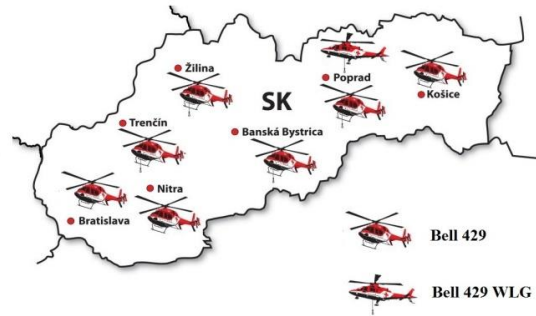 Žilina
SK
Poprad
Košice
Trenčín
Banská Bystrica
Nitra
Bratislava
Bell 429
Bell 429 WLG